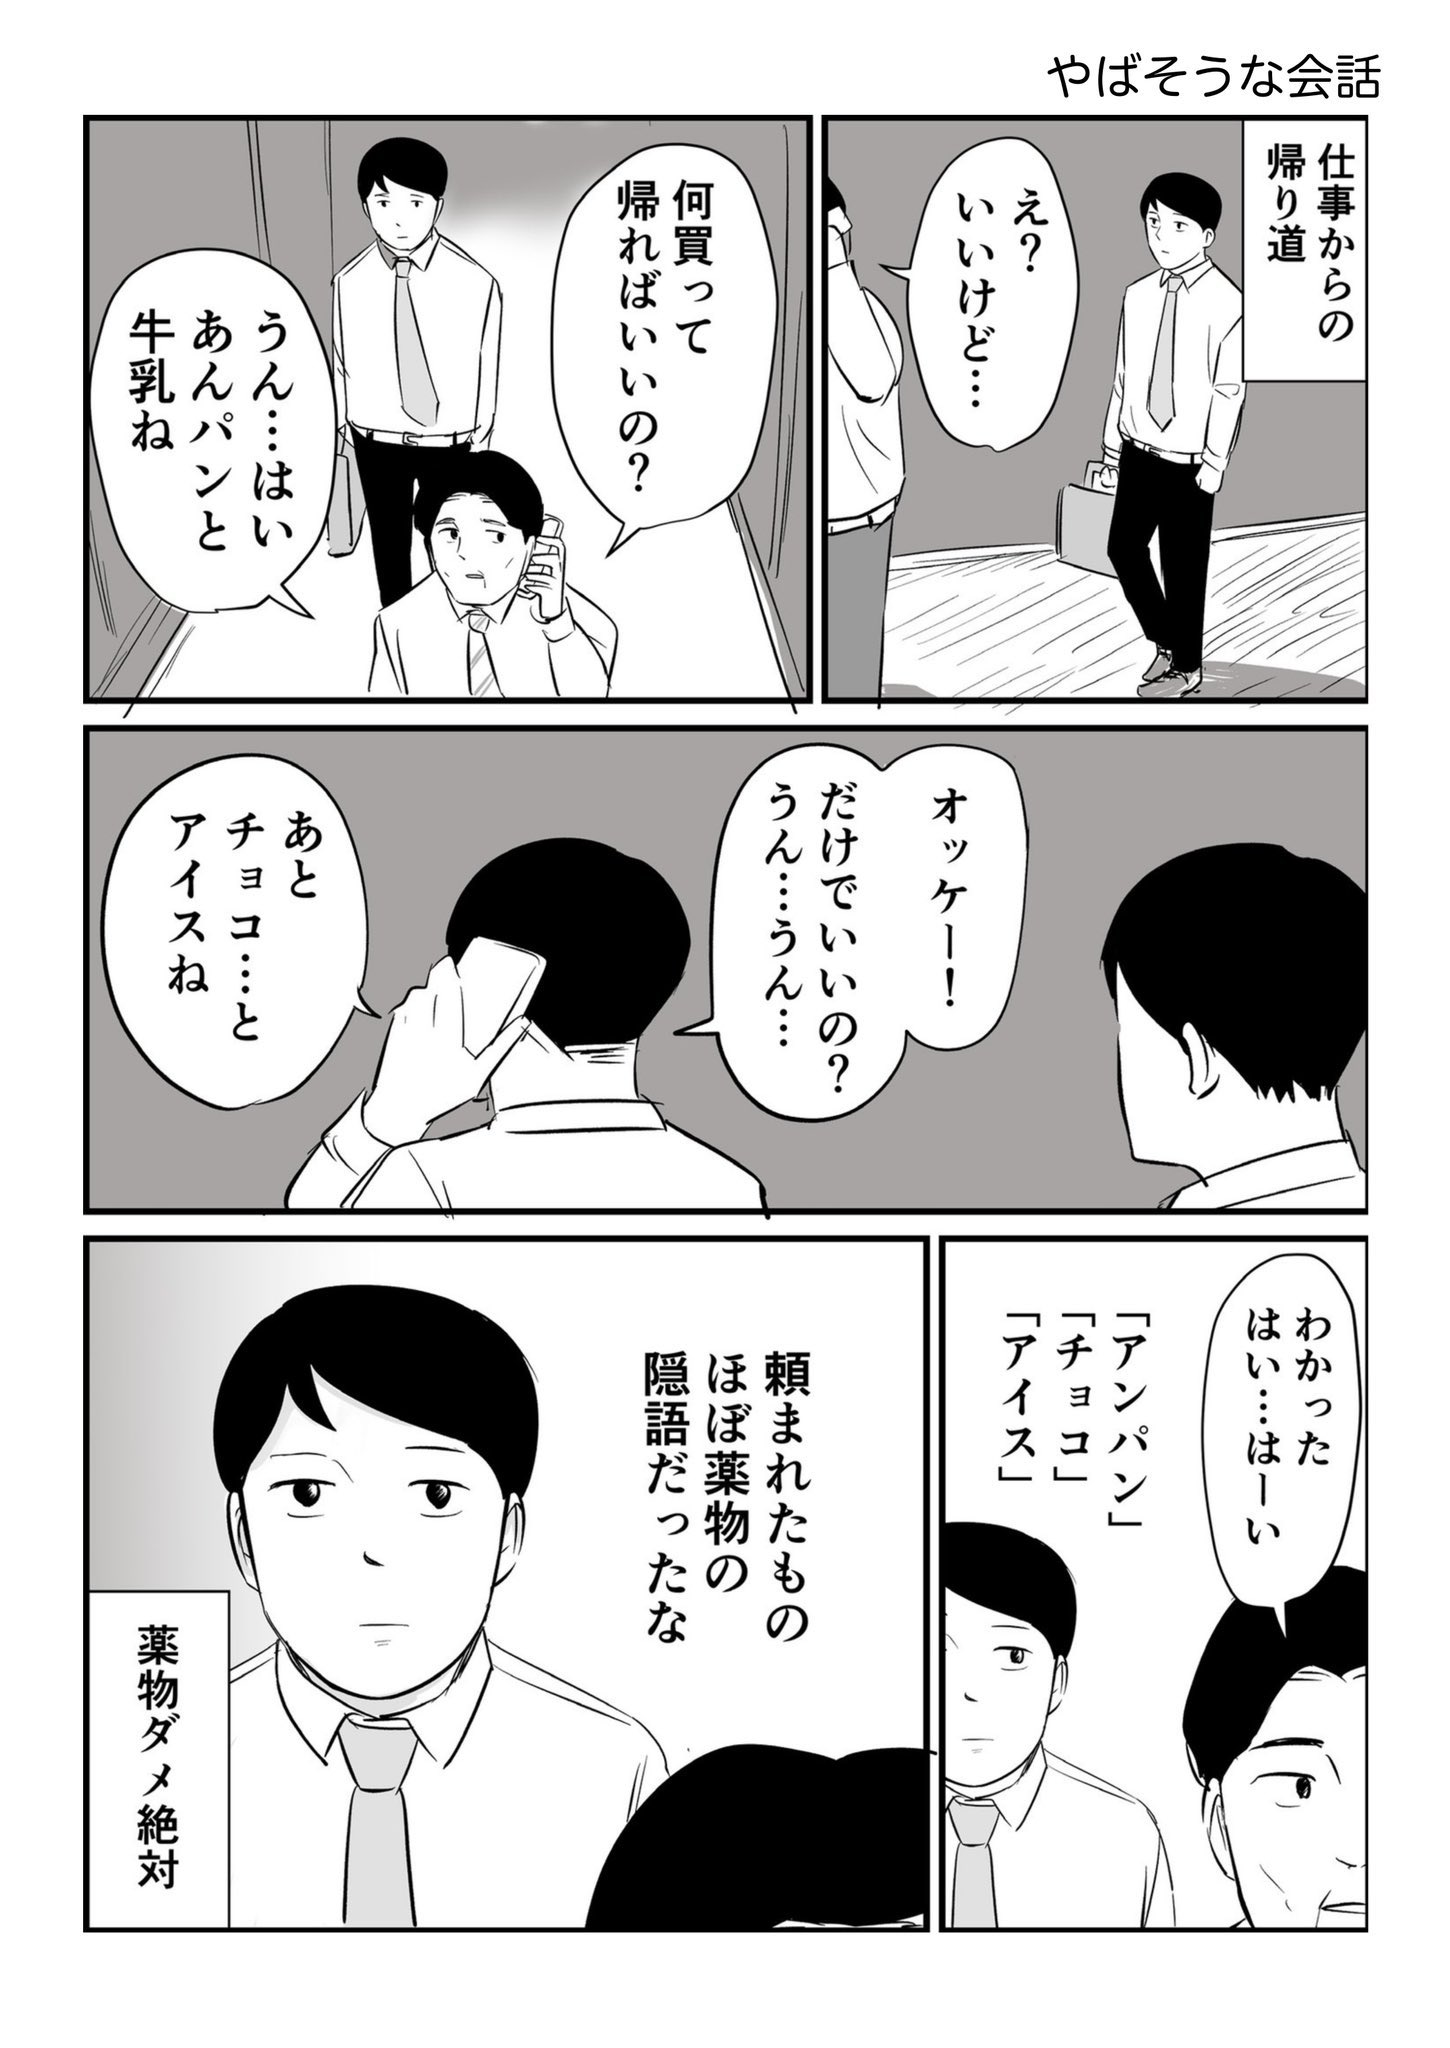 やばそうな会話
仕事からの
帰り道
え?
いいけど…
何買って
帰ればいいの?
うん…はい
あんパンと
牛乳ね
オッケー!
だけでいいの?
うん…うん…
あと
チョコ…と
アイスね
わかった
はい…はーい
「アンパン」
「チョコ」
「アイス」
頼まれたもの
ほぼ薬物の
隠語だったな
薬物ダメ絶対